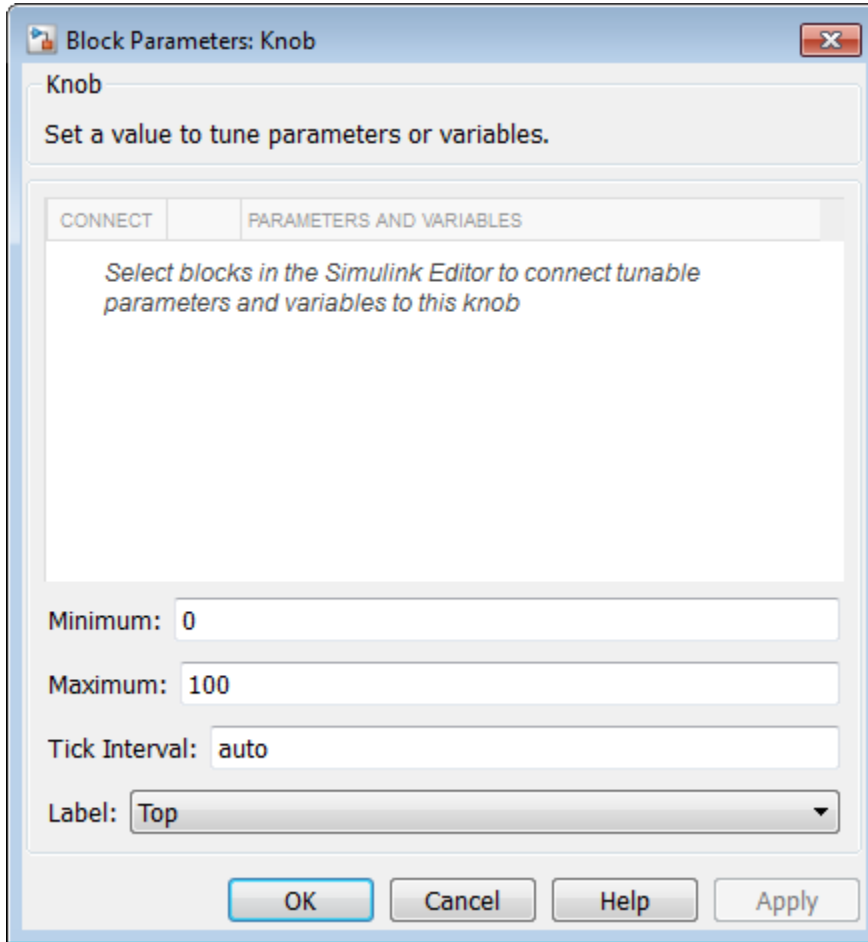 Block Parameters: Knob
Knob
Set a value to tune parameters or variables.
CONNECT PARAMETERS AND VARIABLES
Select blocks in the Simulink Editor to connect tunable
parameters and variables to this knob
Minimum: 0
Maximum: 100
Tick Interval: auto
Label: Top
OK Cancel Help Apply